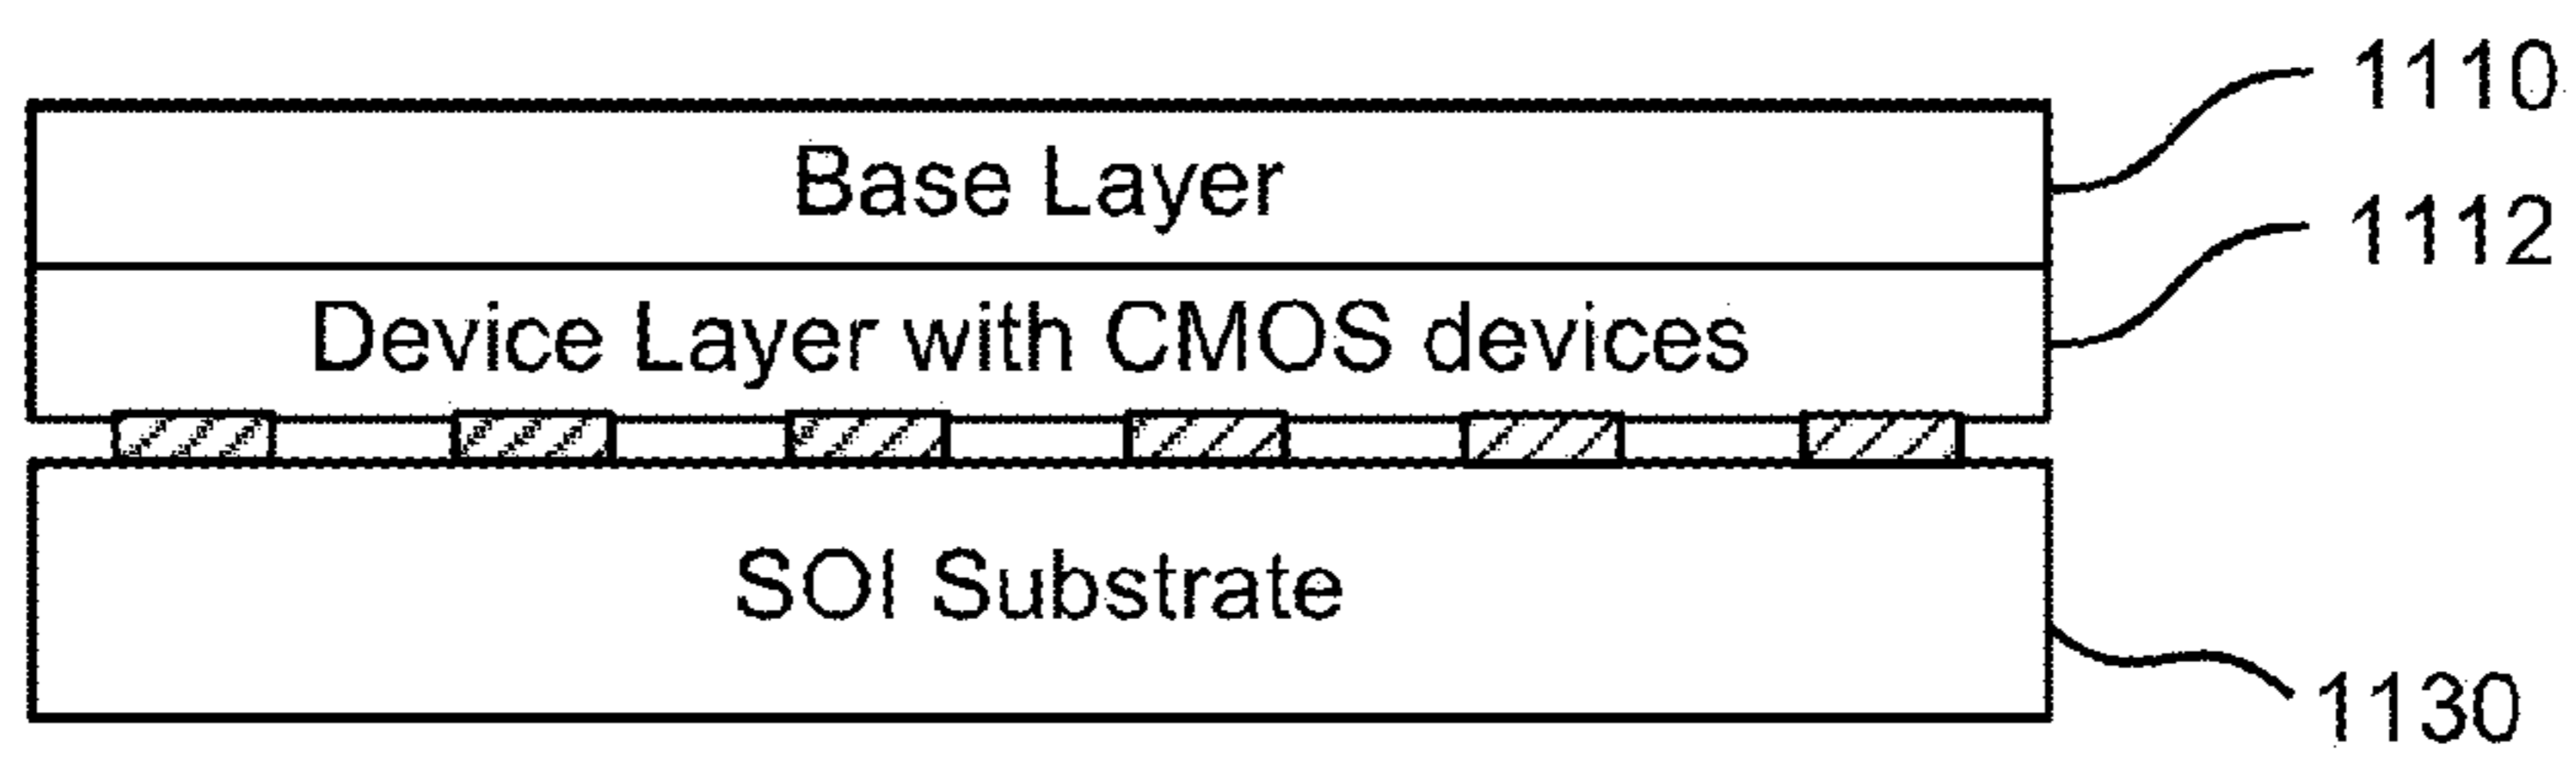 1110
Base Layer
1112
Device Layer with CMOS devices
SOI Substrate
1130